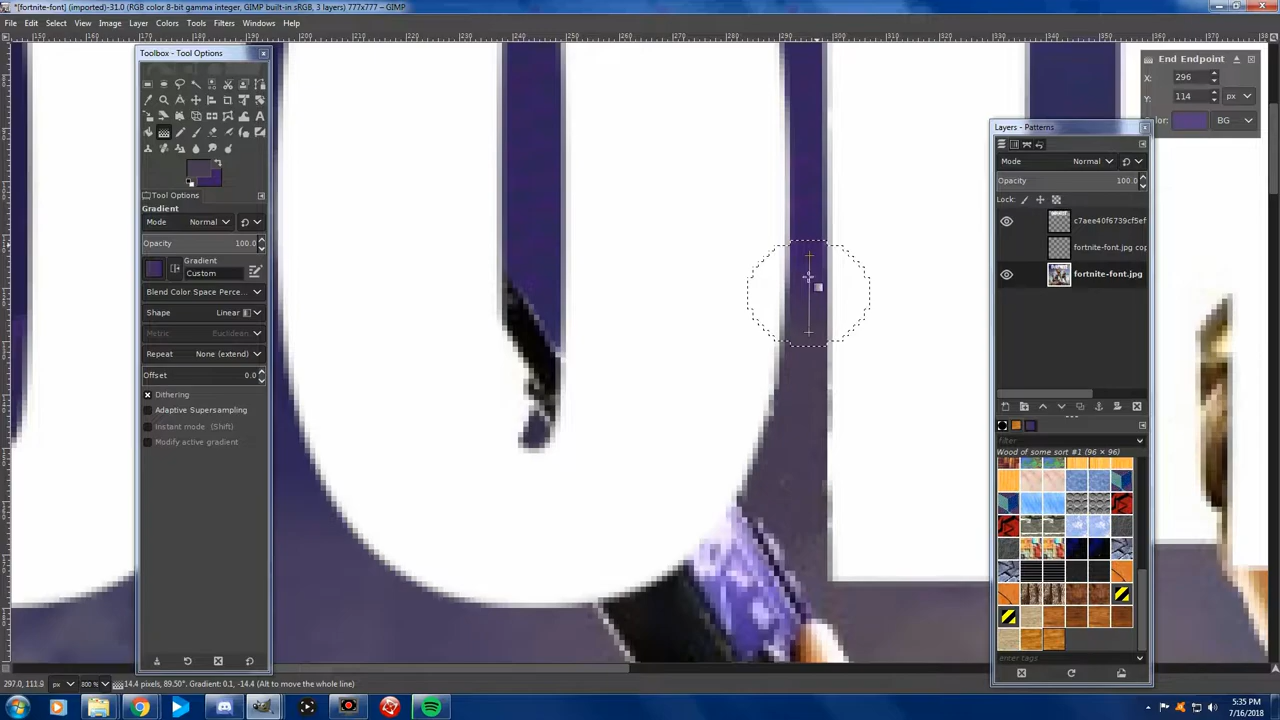 *[fortnite-font] (imported)-31.0 (RGB color 8-bit gamma integer, GIMP built-in sRGB, 3 layers) 777x777 – GIMP
File Edit Select View Image Layer Colors Tools Filters Windows Help
Toolbox - Tool Options
Tool Options
Gradient
Mode Normal
Opacity 100.0
Gradient
Custom
Blend Color Space Perce...
Shape Linear
Metric Euclidean
Repeat None (extend)
Offset 0.0
Dithering
Adaptive Supersampling
Instant mode (Shift)
Modify active gradient
End Endpoint
X: 296
Y: 114 px
Color: BG
Layers - Patterns
Mode Normal
Opacity 100.0
Lock:
c7aee40f6739cf5ef
fortnite-font.jpg cop
fortnite-font.jpg
filter
Wood of some sort #1 (96 × 96)
enter tags
297.0, 111.9 px 800 % 14.4 pixels, 89.50° Gradient: 0.1, -14.4 (Alt to move the whole line)
5:35 PM
7/16/2018